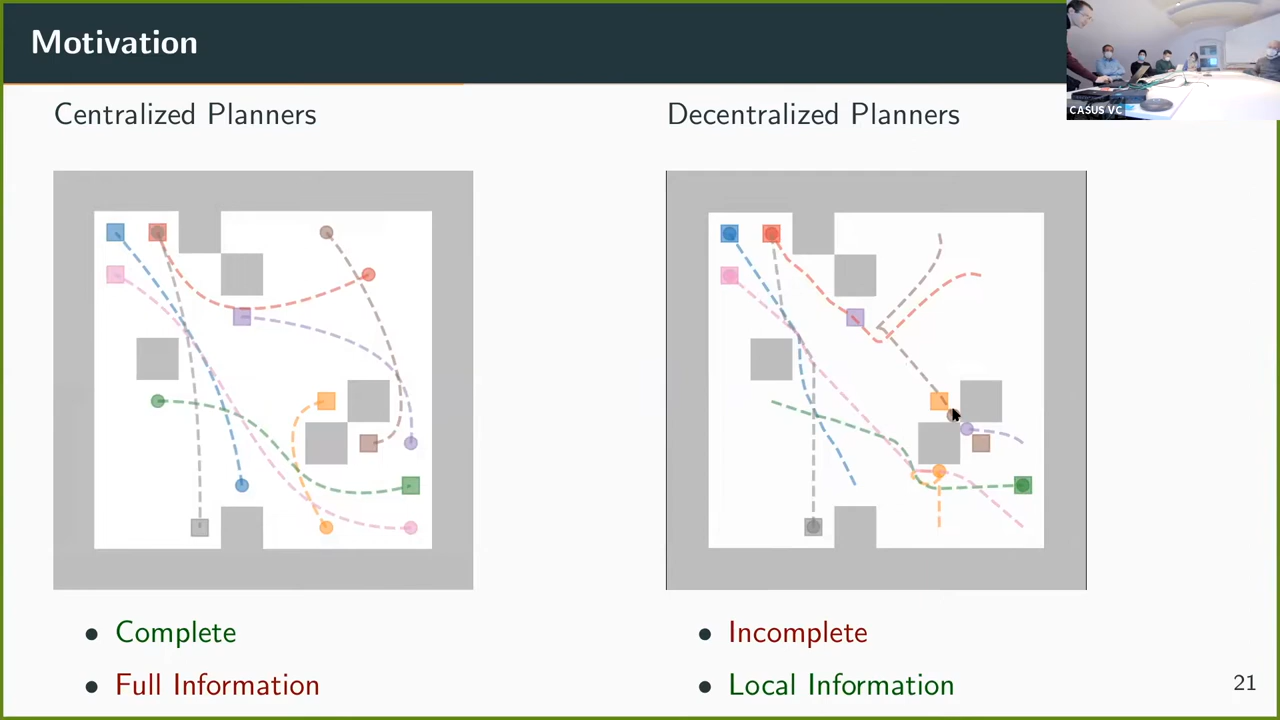 Motivation
CASUS VC
Centralized Planners
Decentralized Planners
• Complete
• Full Information
• Incomplete
• Local Information
21